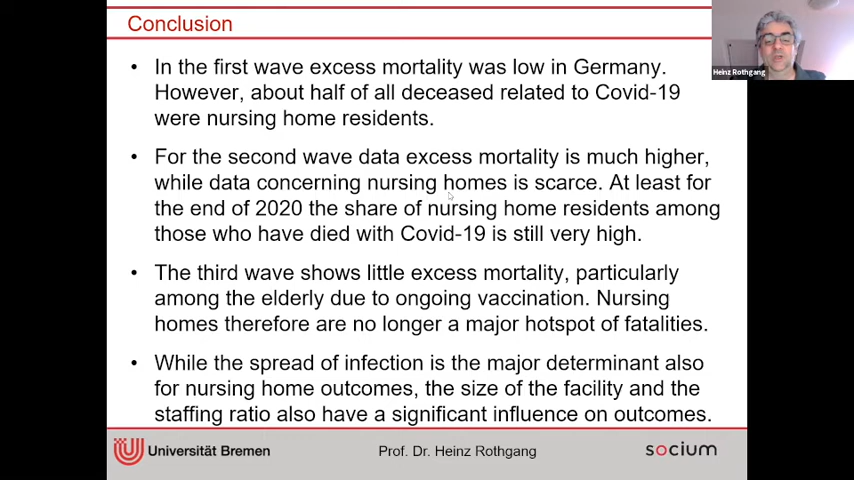 Conclusion
Heinz Rothgang
• In the first wave excess mortality was low in Germany.
However, about half of all deceased related to Covid-19
were nursing home residents.
• For the second wave data excess mortality is much higher,
while data concerning nursing homes is scarce. At least for
the end of 2020 the share of nursing home residents among
those who have died with Covid-19 is still very high.
• The third wave shows little excess mortality, particularly
among the elderly due to ongoing vaccination. Nursing
homes therefore are no longer a major hotspot of fatalities.
• While the spread of infection is the major determinant also
for nursing home outcomes, the size of the facility and the
staffing ratio also have a significant influence on outcomes.
Universität Bremen
Prof. Dr. Heinz Rothgang
socium